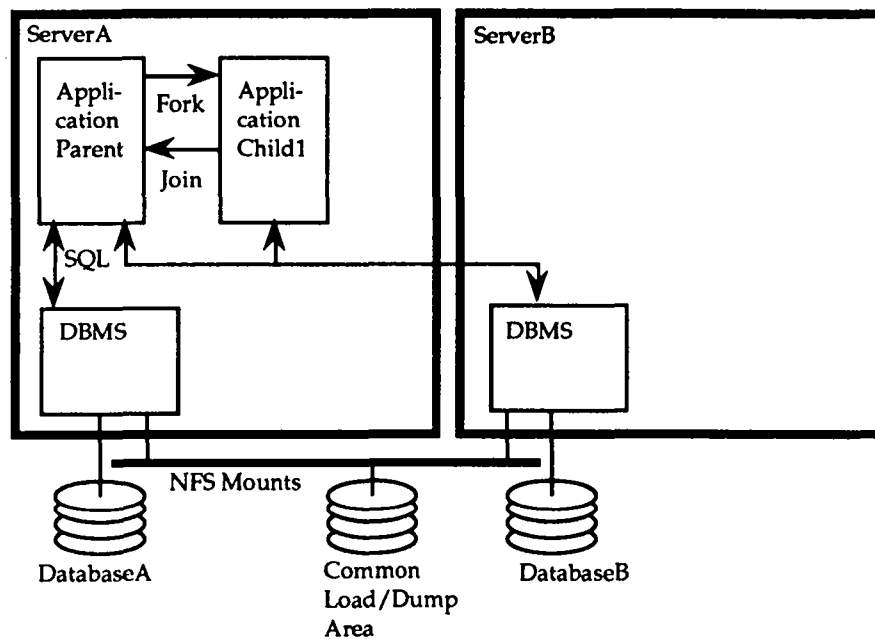 ServerA
ServerB
Appli-
cation
Parent
Fork
Join
Appli-
cation
Child1
SQL
DBMS
DBMS
NFS Mounts
DatabaseA
Common
Load/Dump
Area
DatabaseB